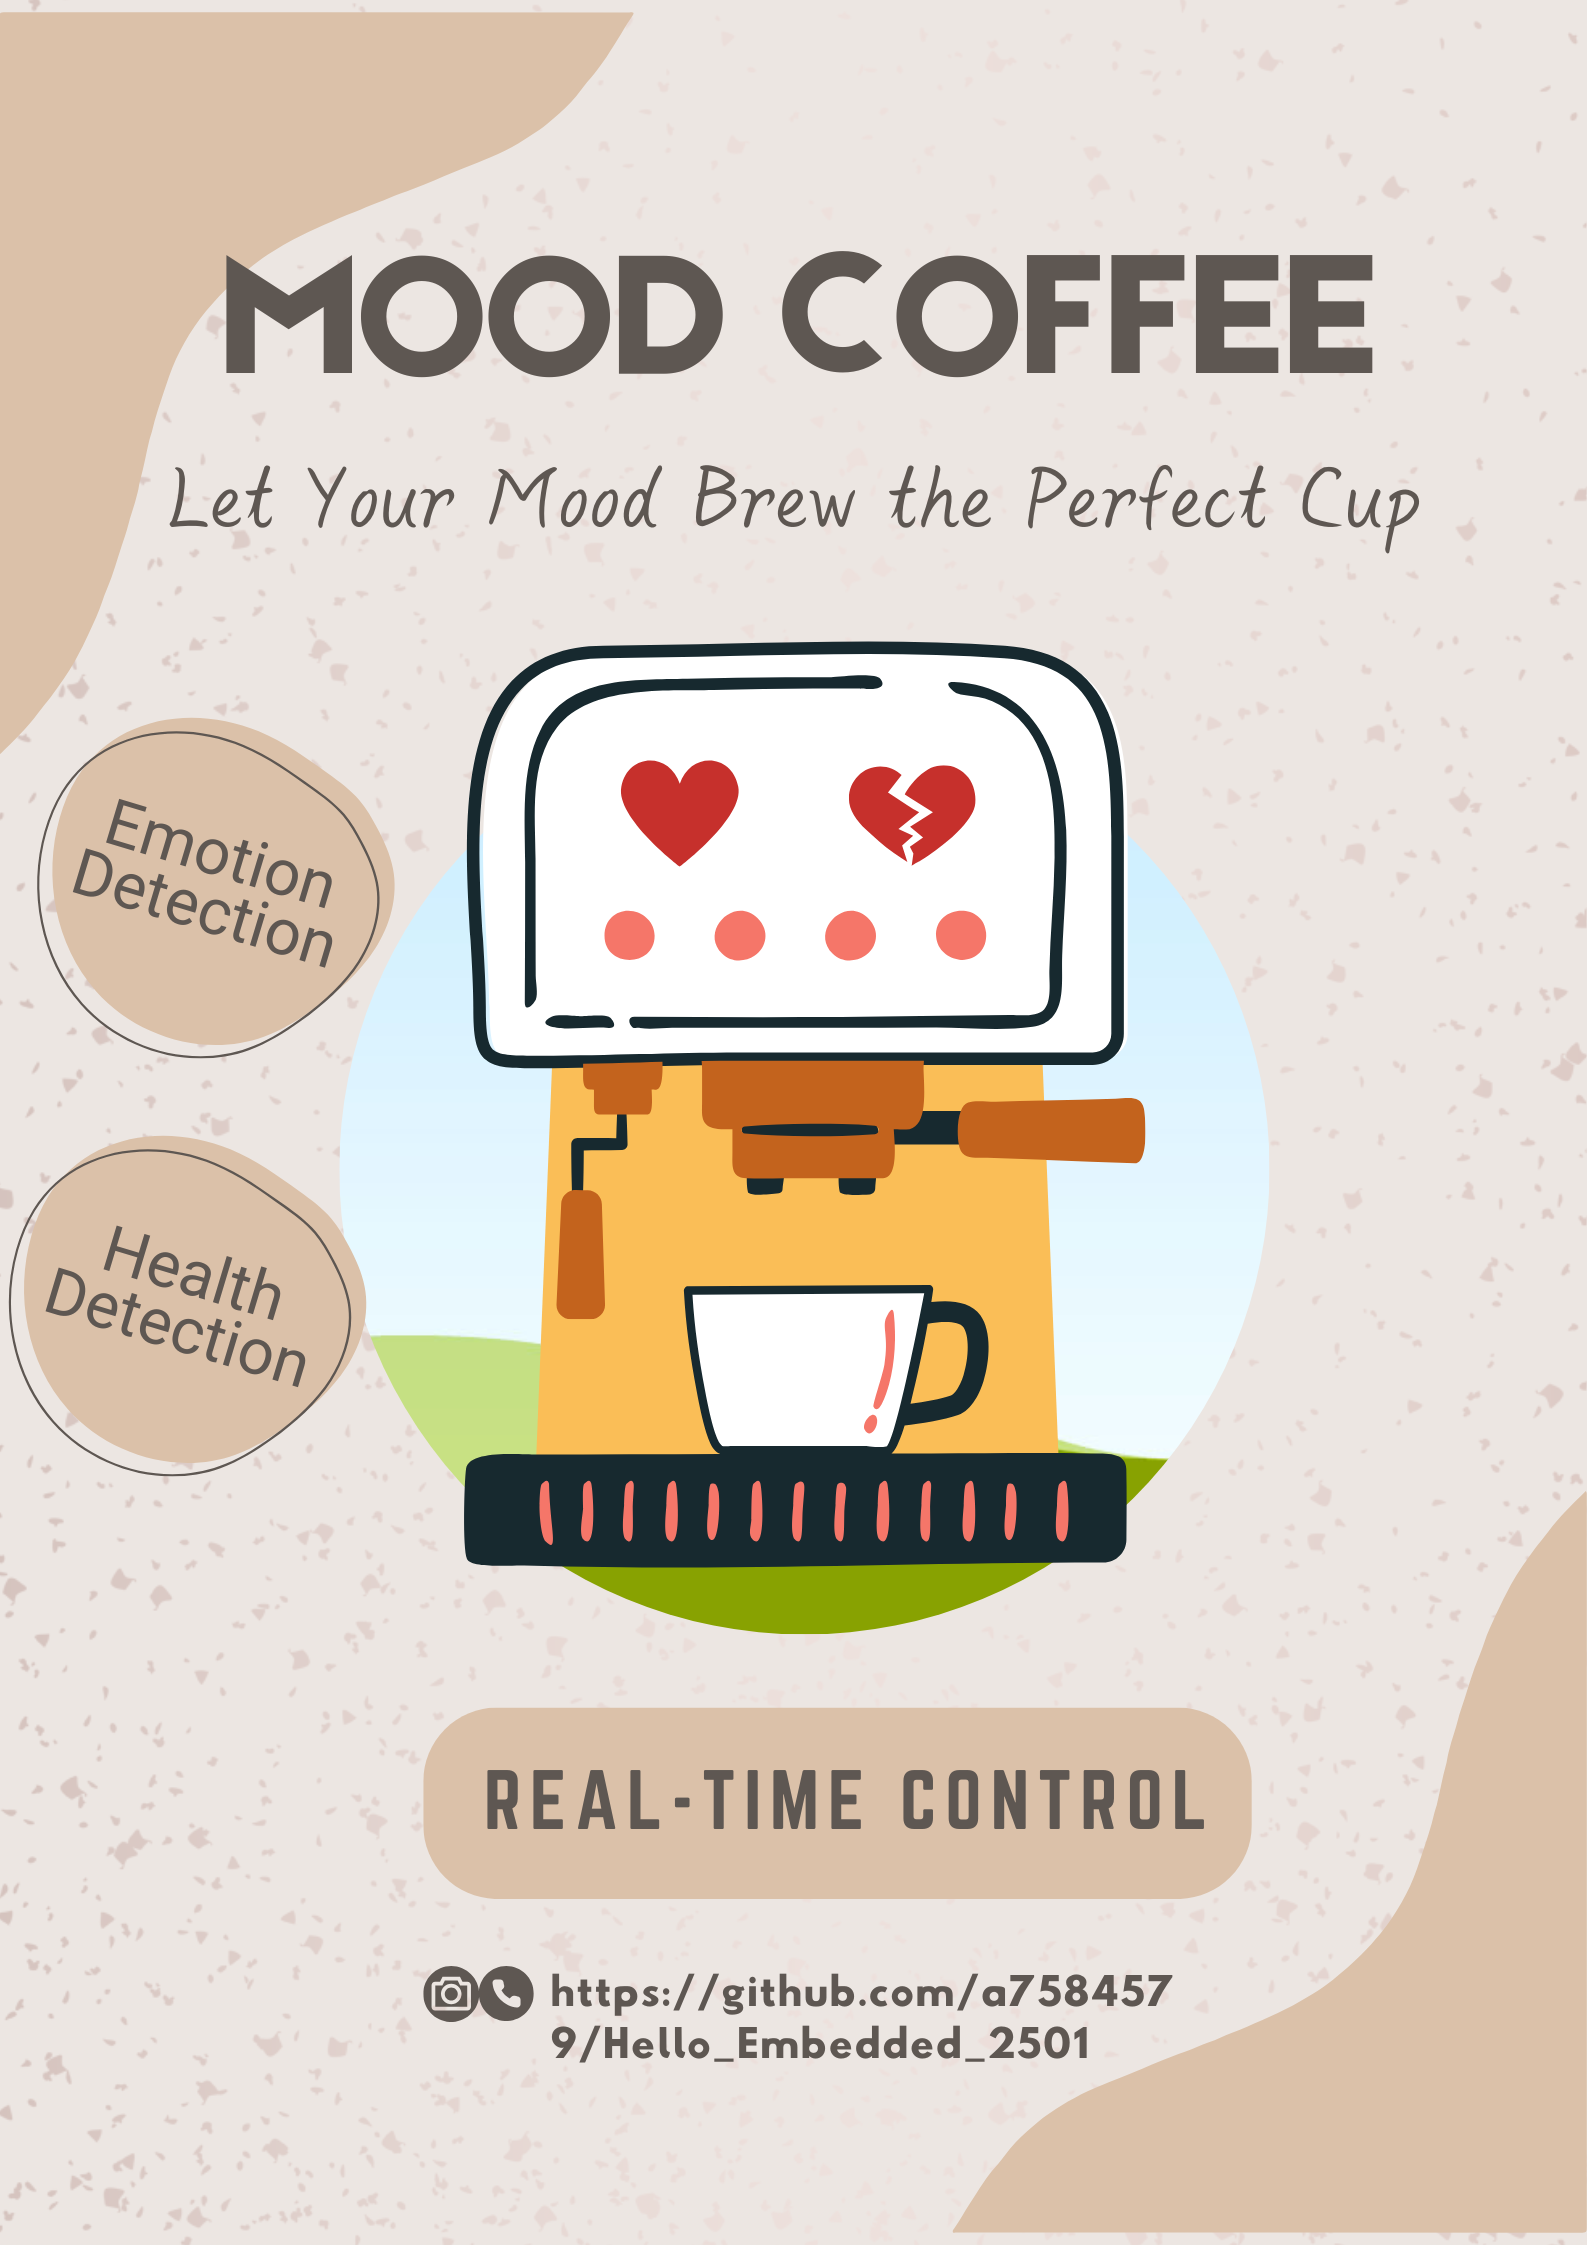 MOOD COFFEE
Let Your Mood Brew the Perfect Cup
Emotion
Detection
Health
Detection
REAL-TIME CONTROL
https://github.com/a758457
9/Hello_Embedded_2501